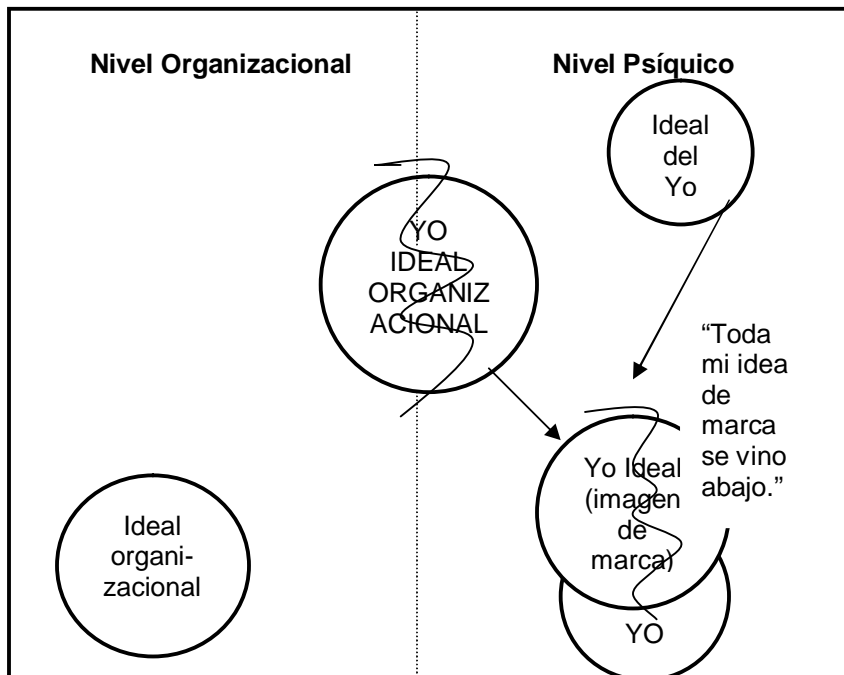 Nivel Organizacional
Nivel Psíquico
Ideal
del
Yo
YO
IDEAL
ORGANIZ
ACIONAL
“Toda
mi idea
de
marca
se vino
abajo.”
Yo Ideal
(imagen
de
marca)
Ideal
organi-
zacional
YO